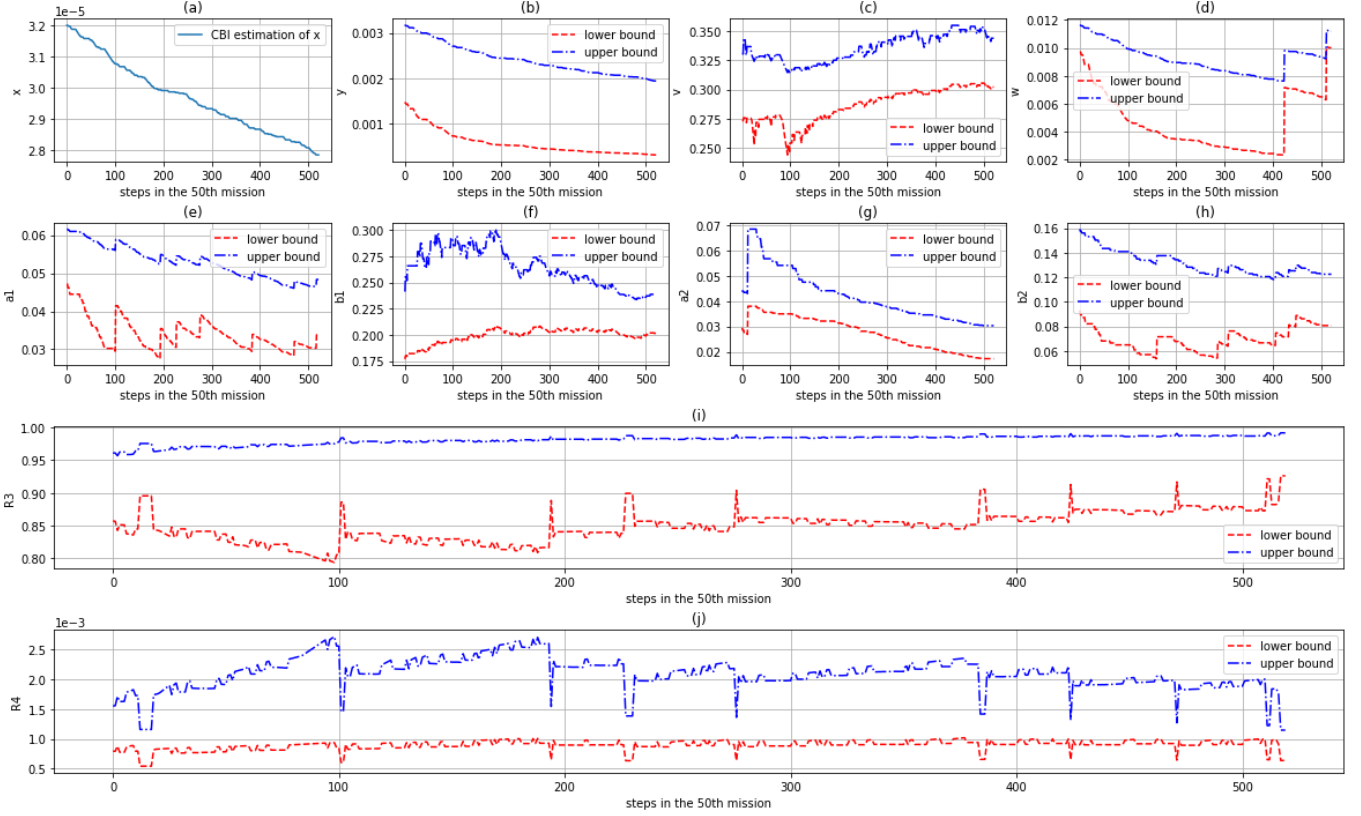 (a)
1e−5
3.2
3.1
3.0
2.9
2.8
x
CBI estimation of x
0 100 200 300 400 500
steps in the 50th mission
(b)
0.003
0.002
0.001
y
lower bound
upper bound
0 100 200 300 400 500
steps in the 50th mission
(c)
0.350
0.325
0.300
0.275
0.250
v
lower bound
upper bound
0 100 200 300 400 500
steps in the 50th mission
(d)
0.012
0.010
0.008
0.006
0.004
0.002
w
lower bound
upper bound
0 100 200 300 400 500
steps in the 50th mission
(e)
0.06
0.05
0.04
0.03
a1
lower bound
upper bound
0 100 200 300 400 500
steps in the 50th mission
(f)
0.300
0.275
0.250
0.225
0.200
0.175
b1
lower bound
upper bound
0 100 200 300 400 500
steps in the 50th mission
(g)
0.07
0.06
0.05
0.04
0.03
0.02
a2
lower bound
upper bound
0 100 200 300 400 500
steps in the 50th mission
(h)
0.16
0.14
0.12
0.10
0.08
0.06
b2
lower bound
upper bound
0 100 200 300 400 500
steps in the 50th mission
(i)
1.00
0.95
0.90
0.85
0.80
R3
lower bound
upper bound
0 100 200 300 400 500
steps in the 50th mission
(j)
1e−3
2.5
2.0
1.5
1.0
0.5
R4
lower bound
upper bound
0 100 200 300 400 500
steps in the 50th mission